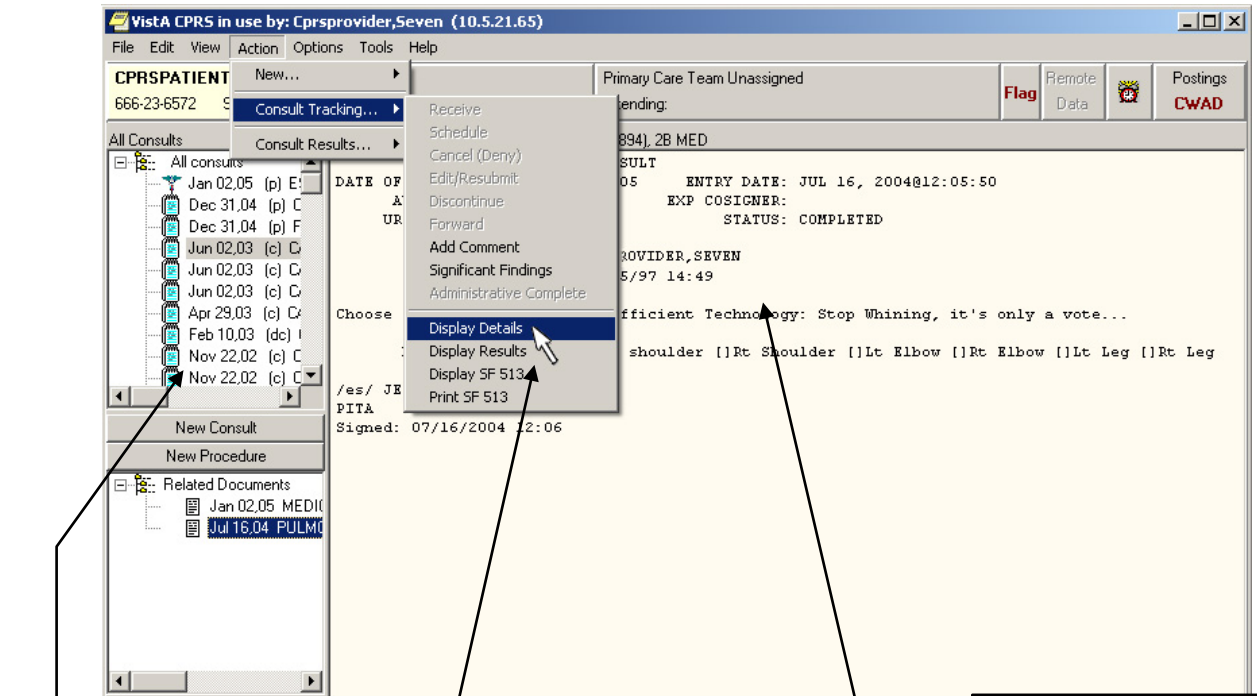 VistA CPRS in use by: Cprsprovider,Seven (10.5.21.65)
File Edit View Action Options Tools Help
CPRSPATIENT
666-23-6572
Primary Care Team Unassigned
Flag
Remote Data
Postings
CWAD
New...
Consult Tracking...
Consult Results...
Receive
Schedule
Cancel (Deny)
Edit/Resubmit
Discontinue
Forward
Add Comment
Significant Findings
Administrative Complete
Display Details
Display Results
Display SF 513
Print SF 513
All Consults
All consults
Jan 02,05 (p)
Dec 31,04 (p)
Dec 31,04 (p)
Jun 02,03 (c)
Jun 02,03 (c)
Jun 02,03 (c)
Apr 29,03 (c)
Feb 10,03 (dc)
Nov 22,02 (c)
Nov 22,02 (c)
New Consult
New Procedure
Related Documents
Jan 02,05
Jul 16,04
2B MED
DATE OF ENTRY DATE: JUL 16, 2004@12:05:50
EXP COSIGNER:
STATUS: COMPLETED
SEVEN
14:49
Choose Technology: Stop Whining, it's only a vote...
shoulder []Rt Shoulder []Lt Elbow []Rt Elbow []Lt Leg []Rt Leg
/es/
PITA
Signed: 07/16/2004 12:06